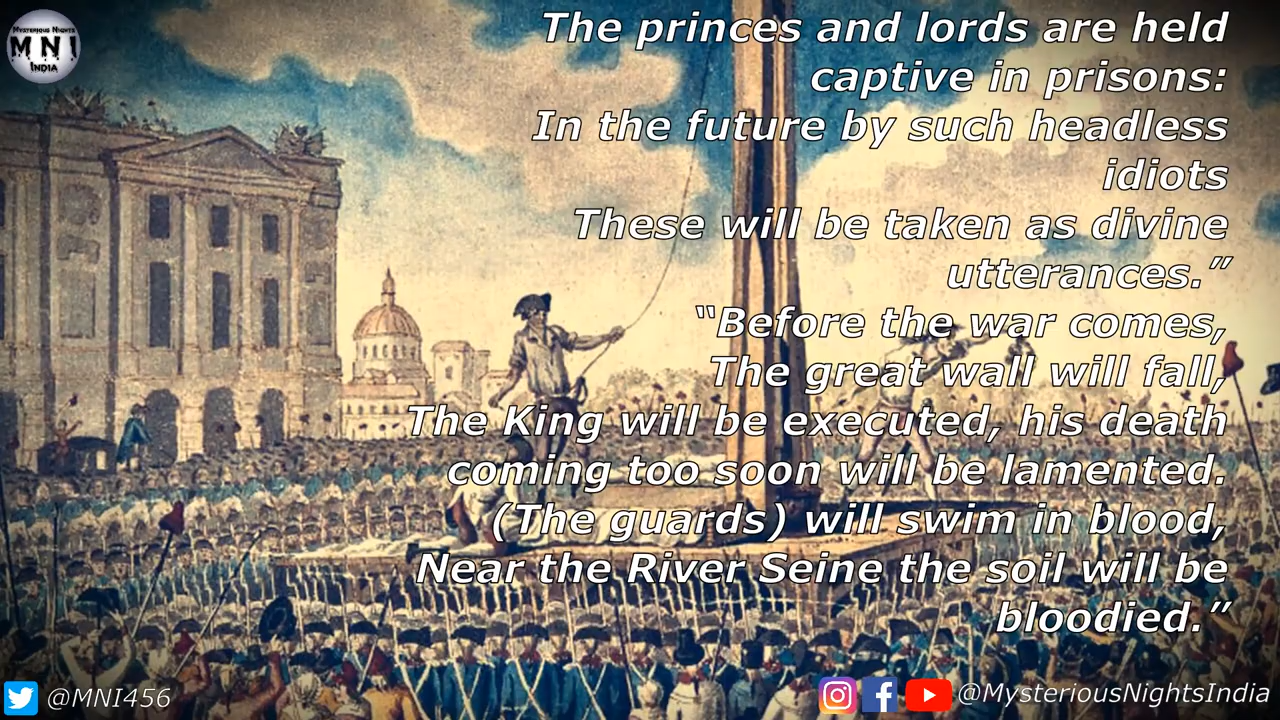 MYSTERIOUS NIGHTS
MNI
INDIA
The princes and lords are held
captive in prisons:
In the future by such headless
idiots
These will be taken as divine
utterances.”
“Before the war comes,
The great wall will fall,
The King will be executed, his death
coming too soon will be lamented.
(The guards) will swim in blood,
Near the River Seine the soil will be
bloodied.”
@MNI456
@MysteriousNightsIndia